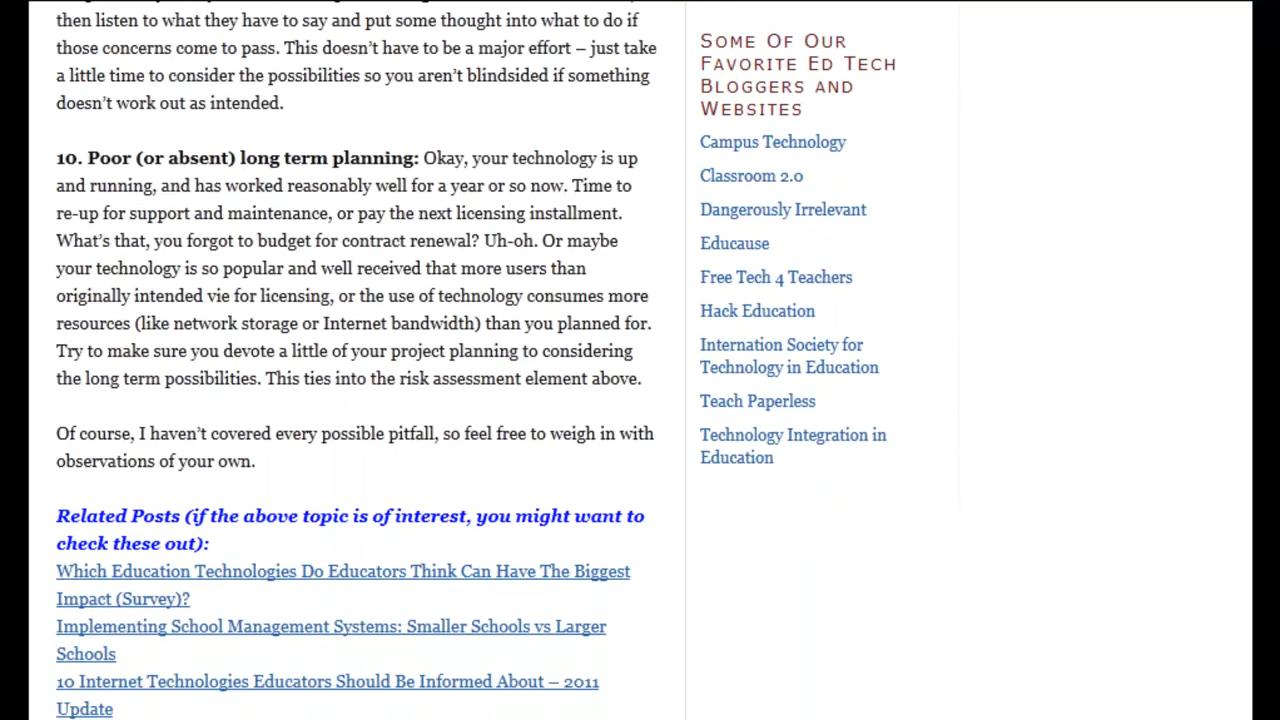 then listen to what they have to say and put some thought into what to do if
those concerns come to pass. This doesn’t have to be a major effort – just take
a little time to consider the possibilities so you aren’t blindsided if something
doesn’t work out as intended.
10. Poor (or absent) long term planning: Okay, your technology is up
and running, and has worked reasonably well for a year or so now. Time to
re-up for support and maintenance, or pay the next licensing installment.
What’s that, you forgot to budget for contract renewal? Uh-oh. Or maybe
your technology is so popular and well received that more users than
originally intended vie for licensing, or the use of technology consumes more
resources (like network storage or Internet bandwidth) than you planned for.
Try to make sure you devote a little of your project planning to considering
the long term possibilities. This ties into the risk assessment element above.
Of course, I haven’t covered every possible pitfall, so feel free to weigh in with
observations of your own.
Related Posts (if the above topic is of interest, you might want to
check these out):
Which Education Technologies Do Educators Think Can Have The Biggest
Impact (Survey)?
Implementing School Management Systems: Smaller Schools vs Larger
Schools
10 Internet Technologies Educators Should Be Informed About – 2011
Update
Some Of Our
Favorite Ed Tech
Bloggers and
Websites
Campus Technology
Classroom 2.0
Dangerously Irrelevant
Educause
Free Tech 4 Teachers
Hack Education
Internation Society for
Technology in Education
Teach Paperless
Technology Integration in
Education